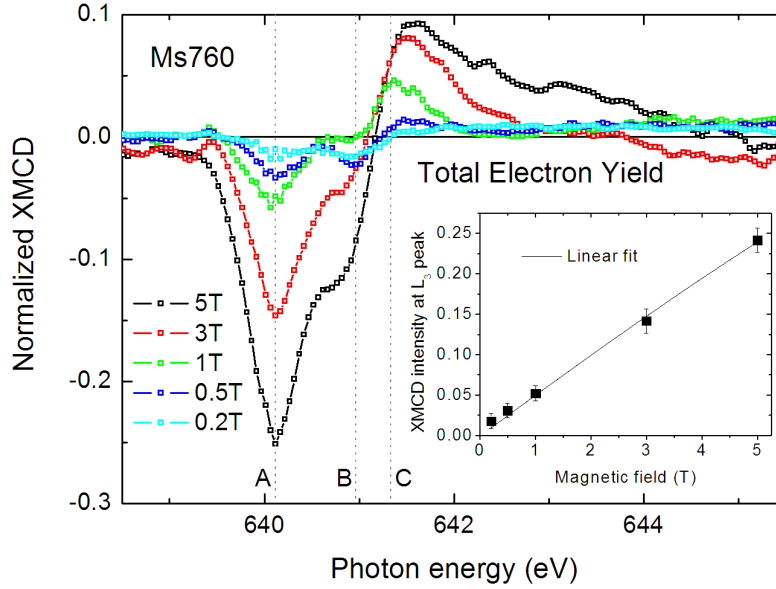 Ms760
Total Electron Yield
Normalized XMCD
0.1
0.0
-0.1
-0.2
-0.3
5T
3T
1T
0.5T
0.2T
A
B
C
640
642
644
Photon energy (eV)
XMCD intensity at L3 peak
0.25
0.20
0.15
0.10
0.05
0.00
Linear fit
0
1
2
3
4
5
Magnetic field (T)